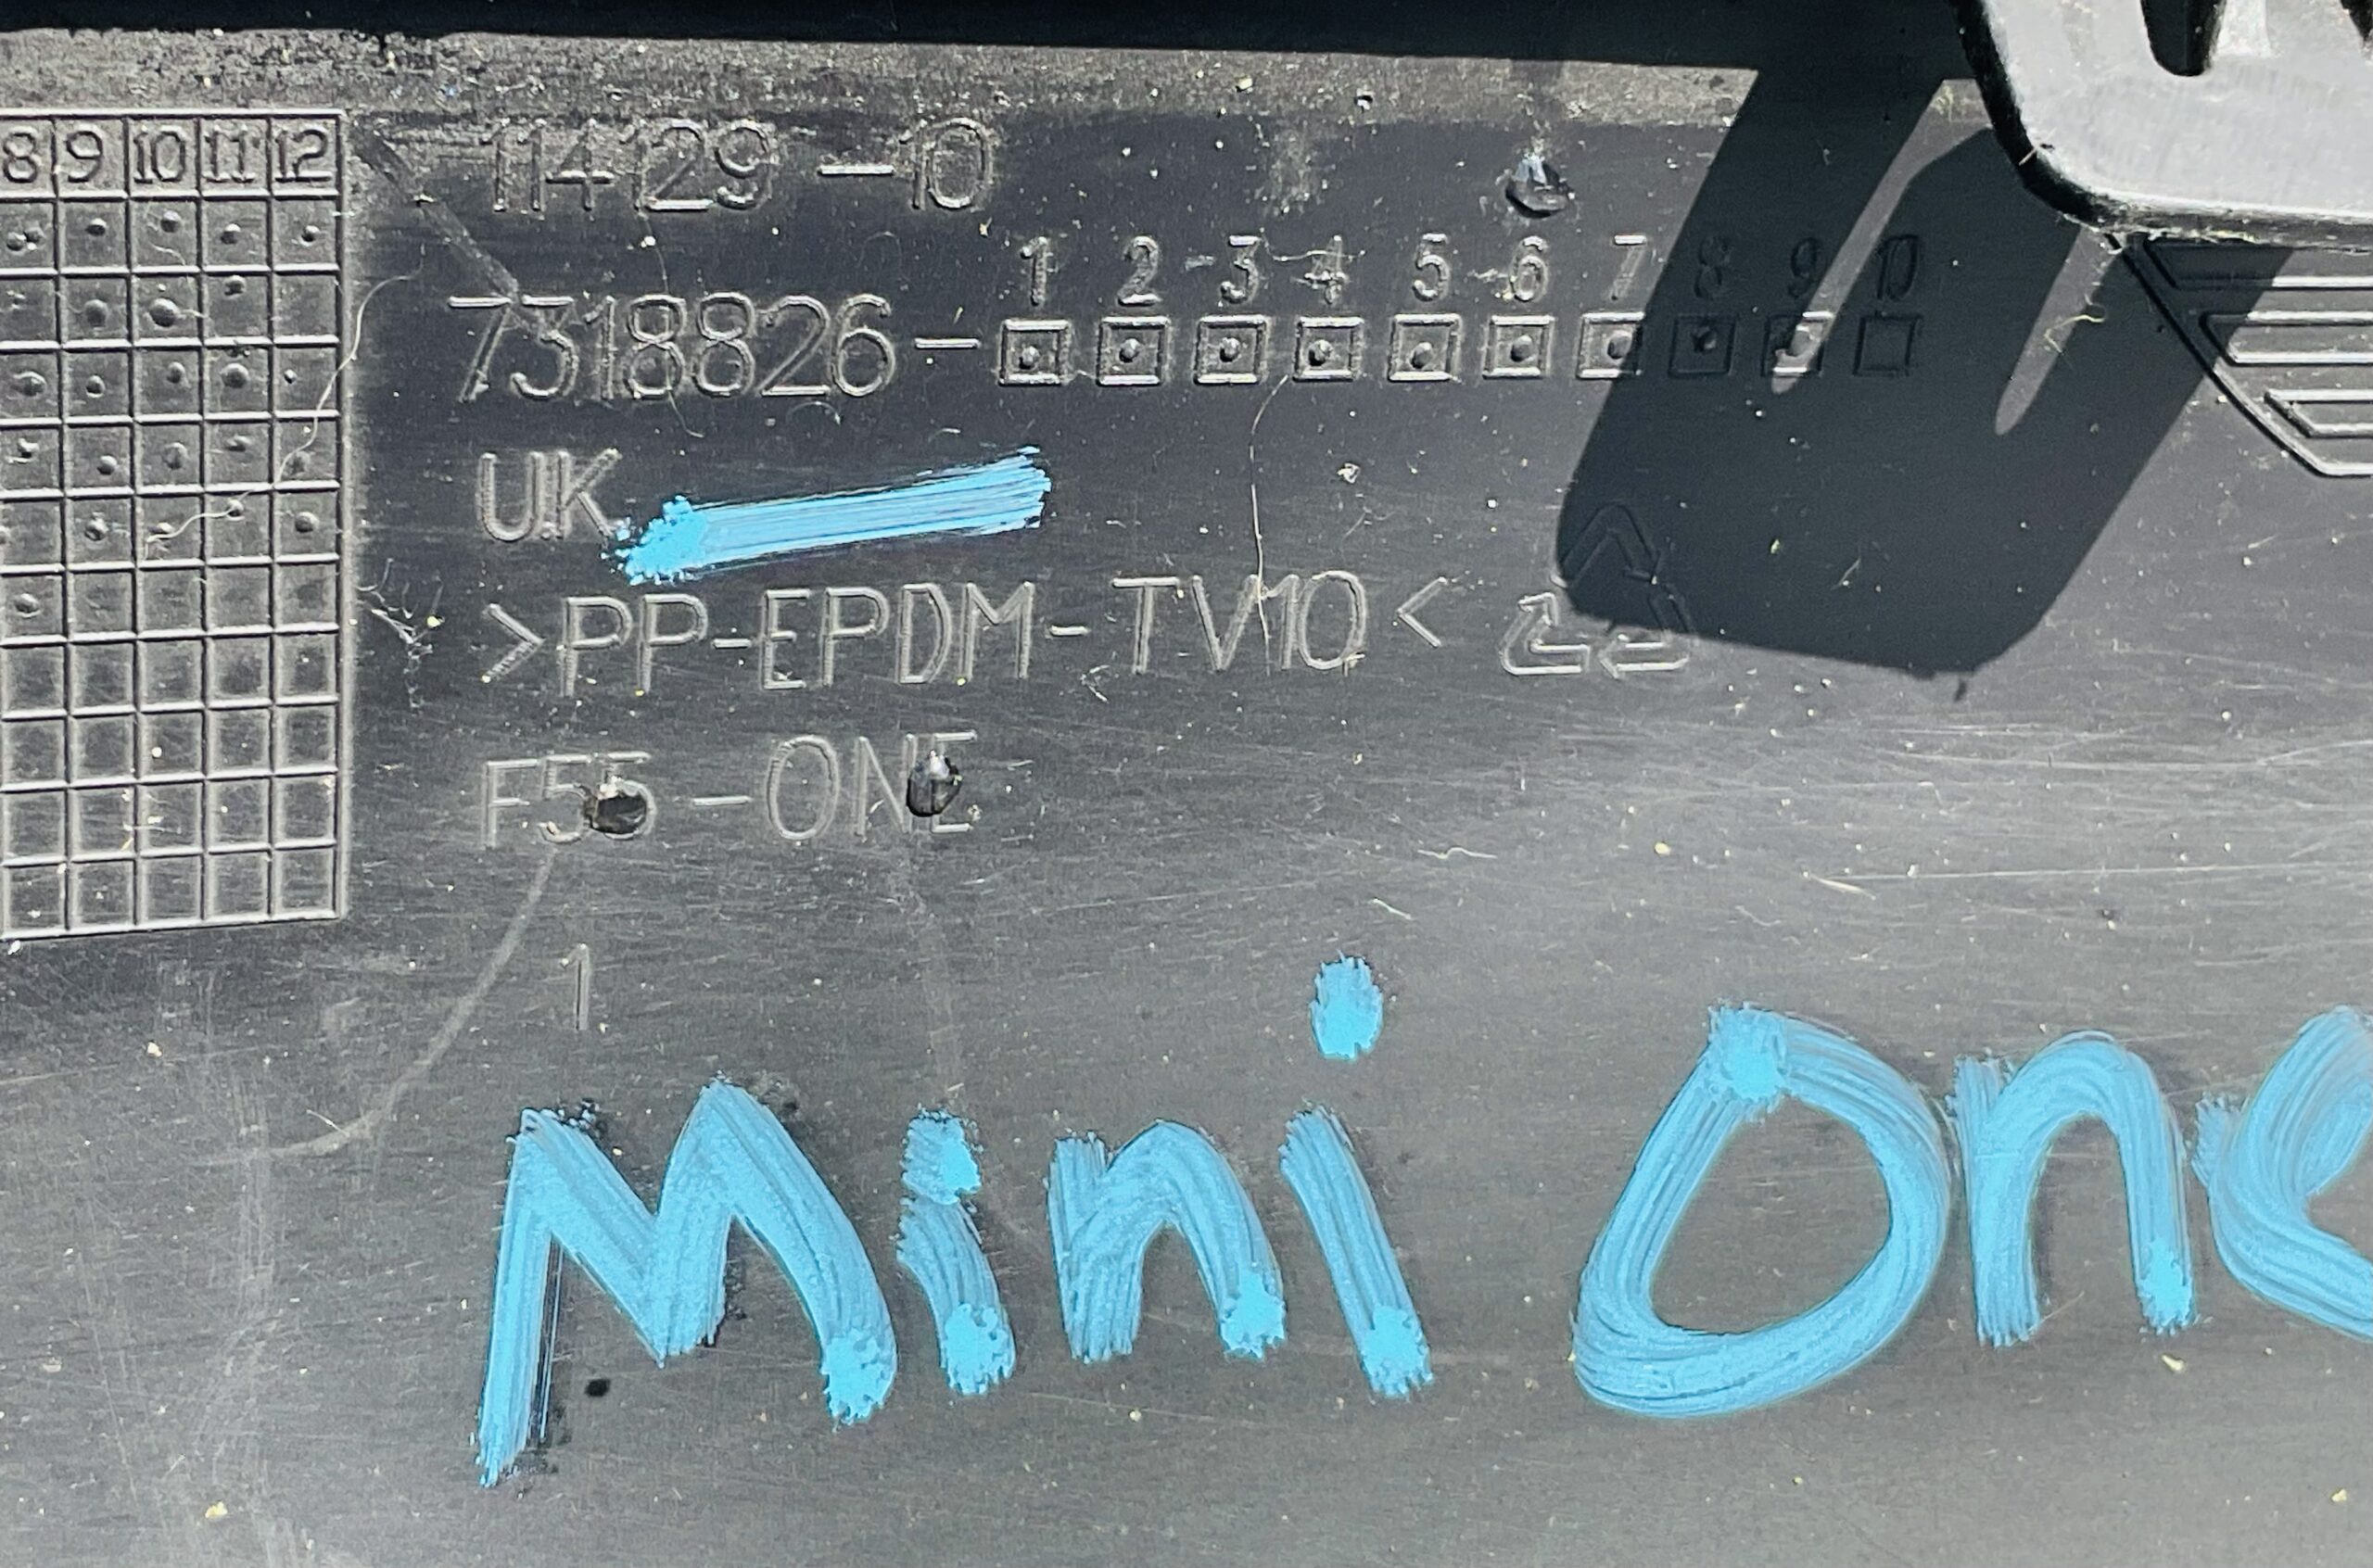 8 9 10 11 12
114129-10
1 2 3 4 5 6 7 8 9 10
7318826-
UK
>PP-EPDM-TV10<
F55-ONE
1
Mini One